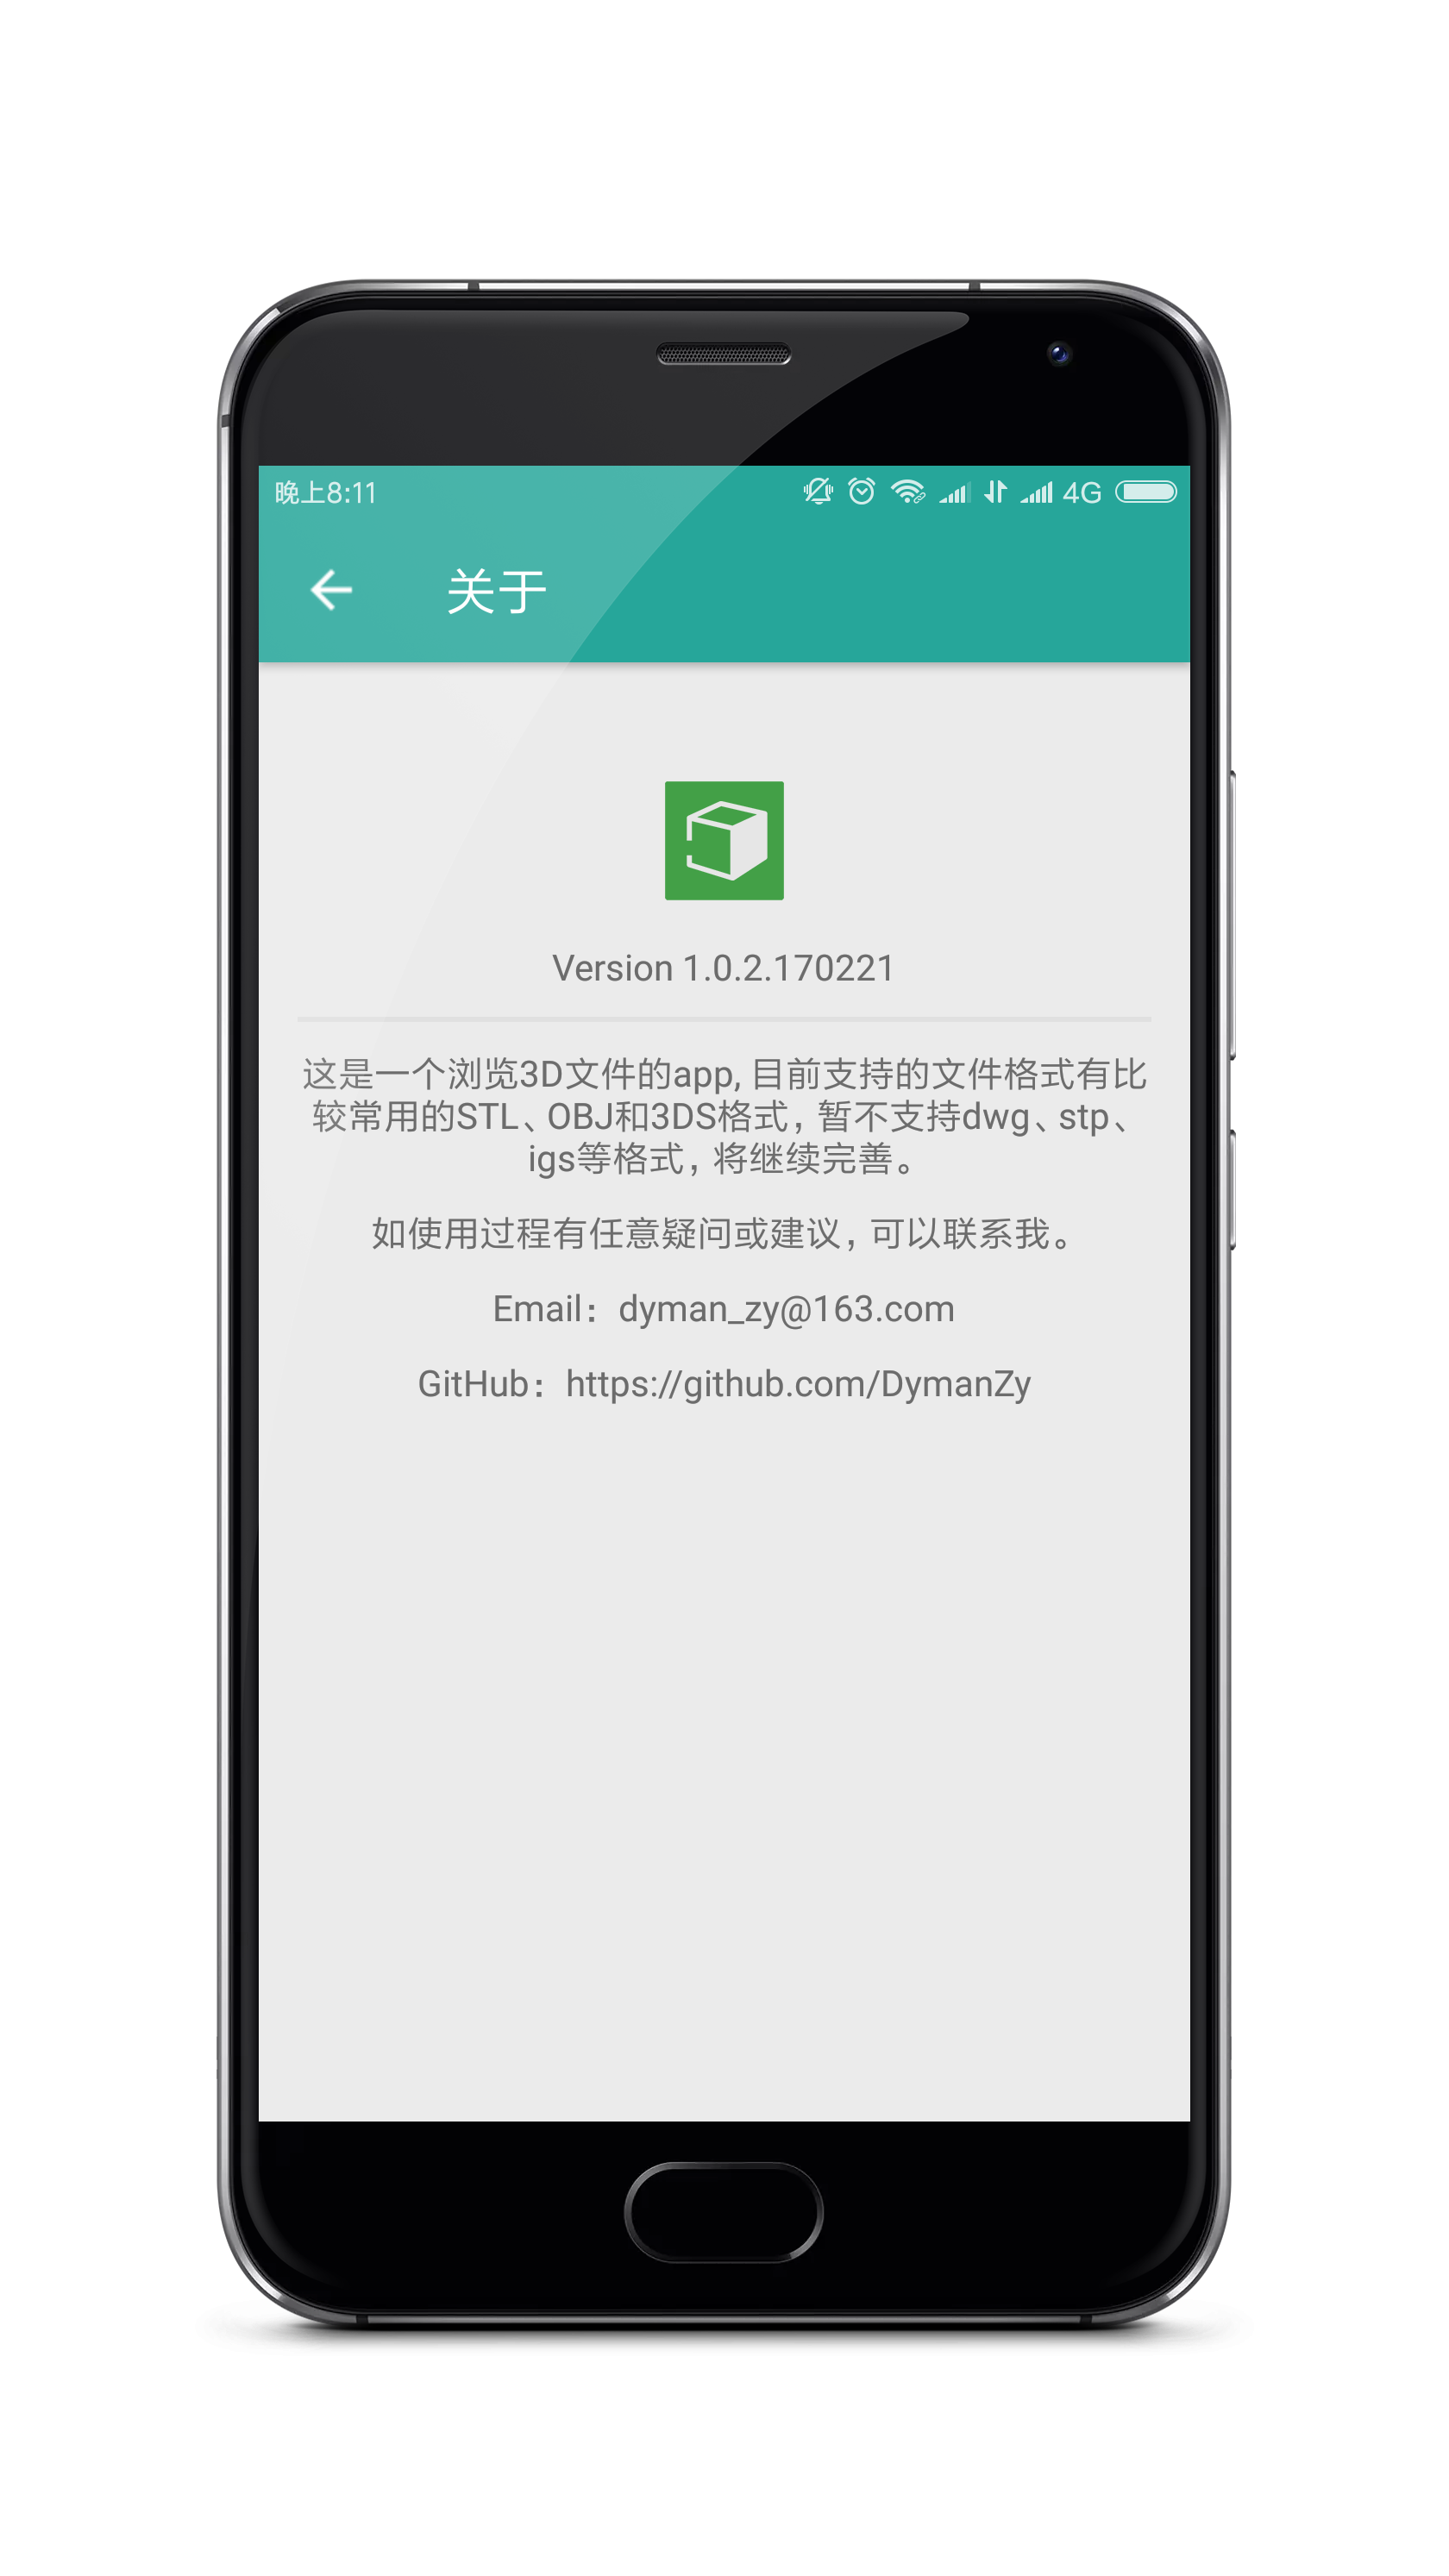 晚上8:11
4G
关于
Version 1.0.2.170221
这是一个浏览3D文件的app, 目前支持的文件格式有比
较常用的STL、OBJ和3DS格式，暂不支持dwg、stp、
igs等格式，将继续完善。
如使用过程有任意疑问或建议，可以联系我。
Email：dyman_zy@163.com
GitHub：https://github.com/DymanZy